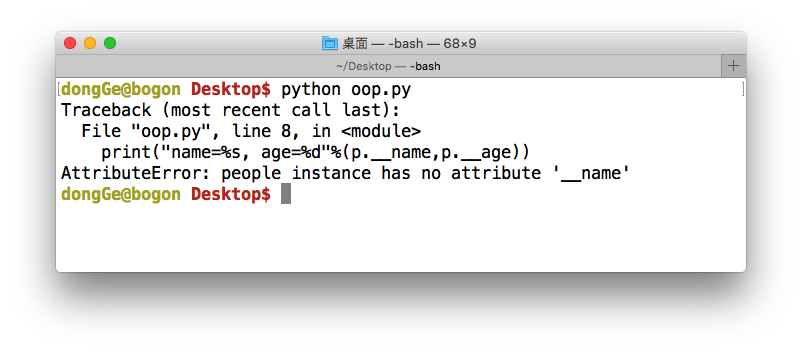 桌面 — -bash — 68×9
~/Desktop — -bash
dongGe@bogon Desktop$ python oop.py
Traceback (most recent call last):
  File "oop.py", line 8, in <module>
    print("name=%s, age=%d"%(p.__name,p.__age))
AttributeError: people instance has no attribute '__name'
dongGe@bogon Desktop$